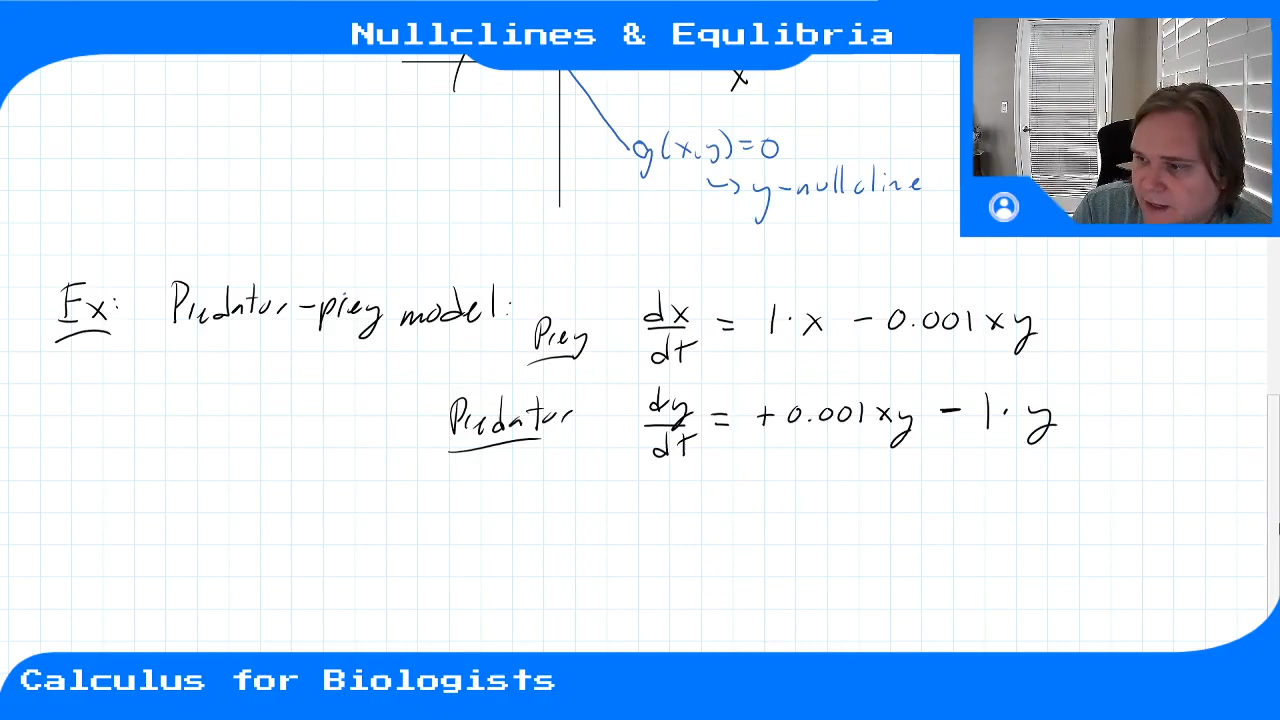 Nullclines & Equlibria
x
g(x,y)=0
↳ y-nullcline
Ex: Predator-prey model:
Prey dx/dt = 1·x - 0.001xy
Predator dy/dt = +0.001xy - 1·y
Calculus for Biologists